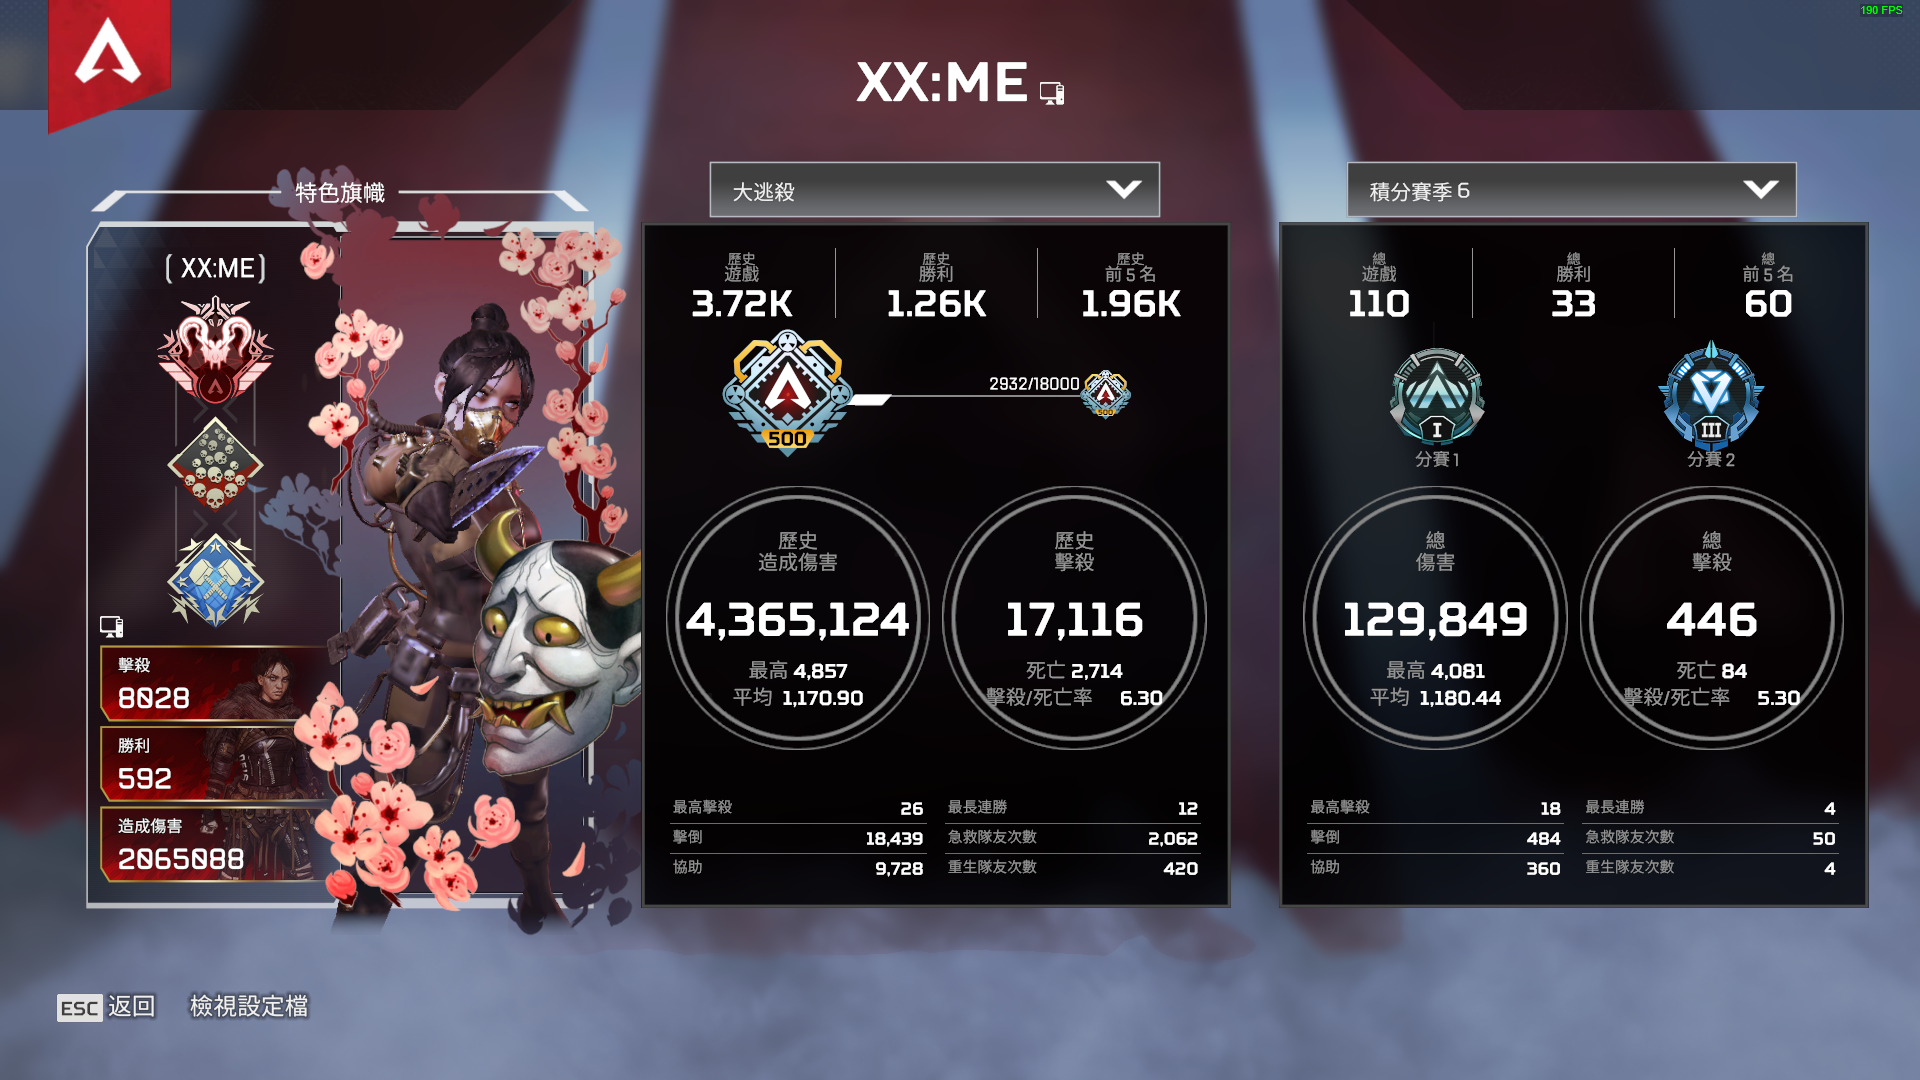 190 FPS
XX:ME
特色旗幟
XX:ME
擊殺
8028
勝利
592
造成傷害
2065088
大逃殺
歷史
遊戲
3.72K
歷史
勝利
1.26K
歷史
前 5 名
1.96K
500
2932/18000
500
歷史
造成傷害
4,365,124
最高 4,857
平均 1,170.90
歷史
擊殺
17,116
死亡 2,714
擊殺/死亡率 6.30
最高擊殺 26
擊倒 18,439
協助 9,728
最長連勝 12
急救隊友次數 2,062
重生隊友次數 420
積分賽季 6
總
遊戲
110
總
勝利
33
總
前 5 名
60
I
分賽 1
III
分賽 2
總
傷害
129,849
最高 4,081
平均 1,180.44
總
擊殺
446
死亡 84
擊殺/死亡率 5.30
最高擊殺 18
擊倒 484
協助 360
最長連勝 4
急救隊友次數 50
重生隊友次數 4
ESC 返回 檢視設定檔